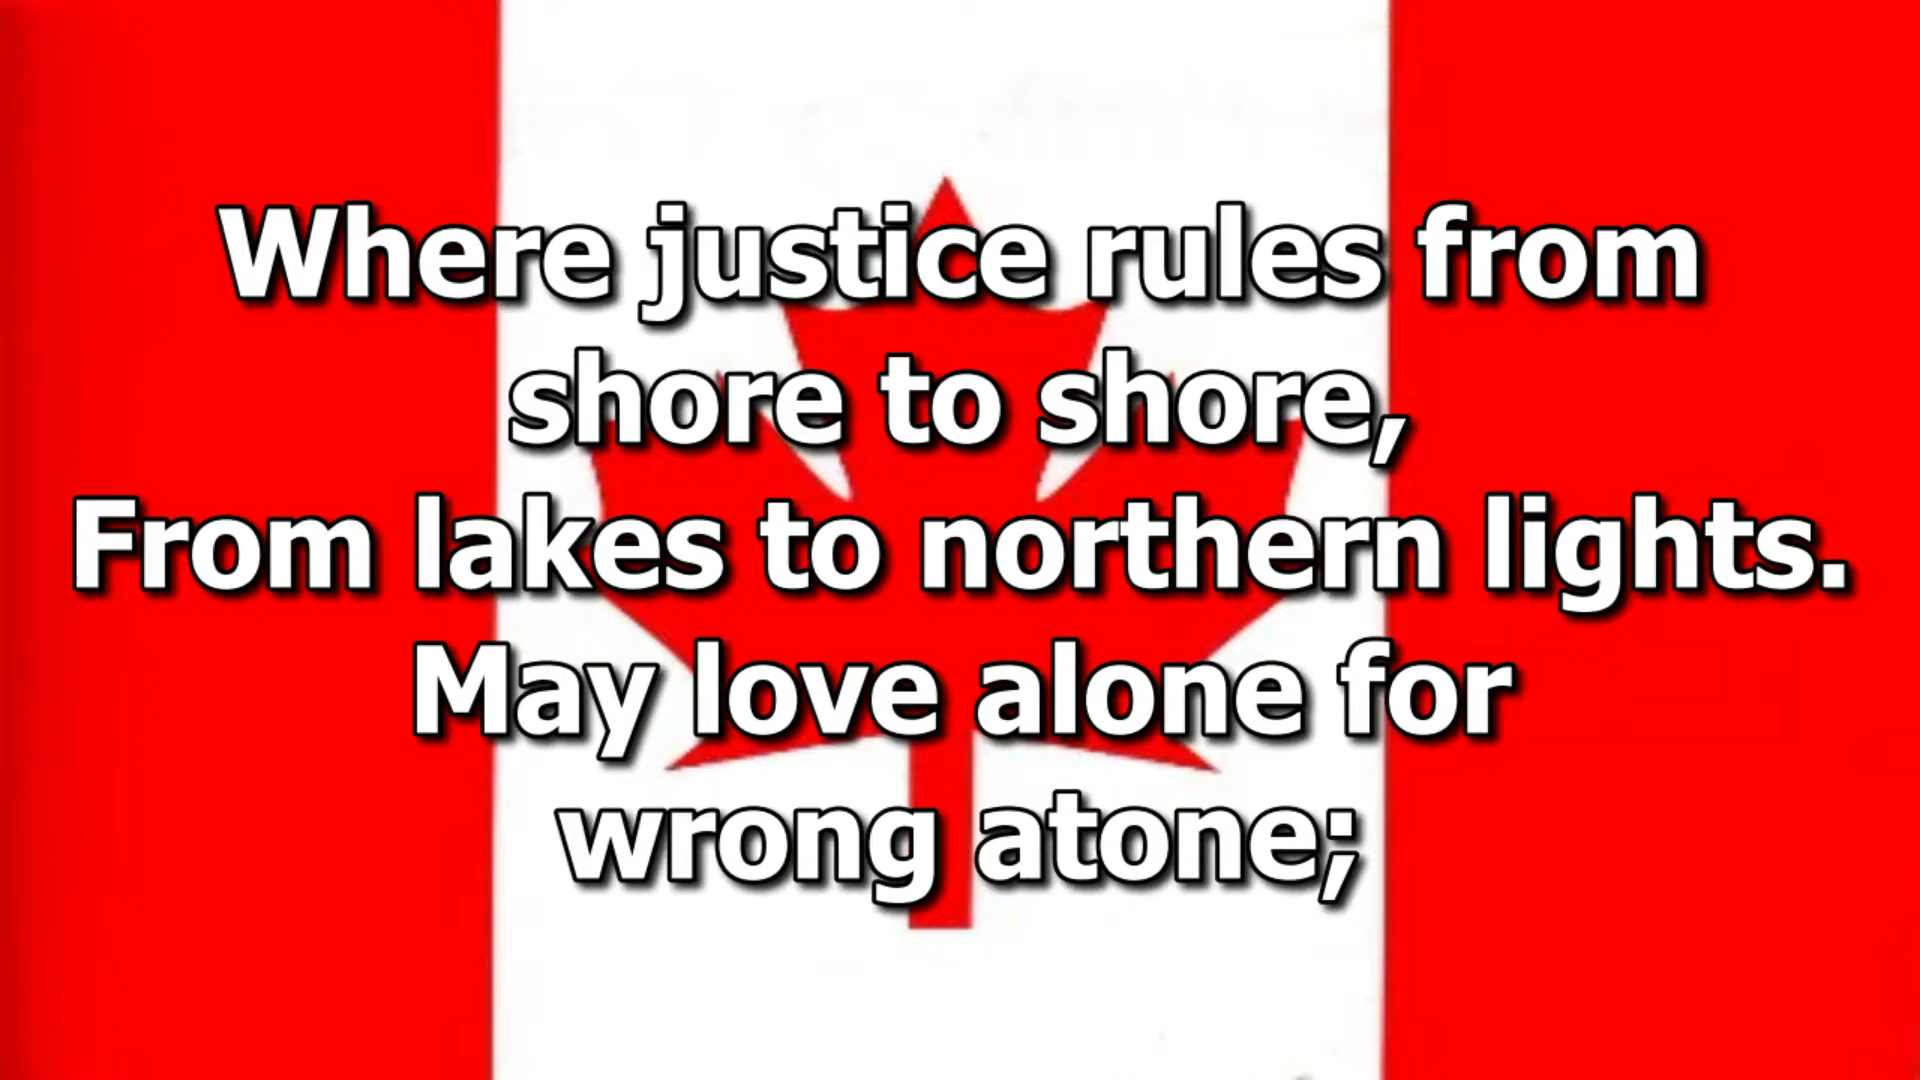 Where justice rules from
shore to shore,
From lakes to northern lights.
May love alone for
wrong atone;